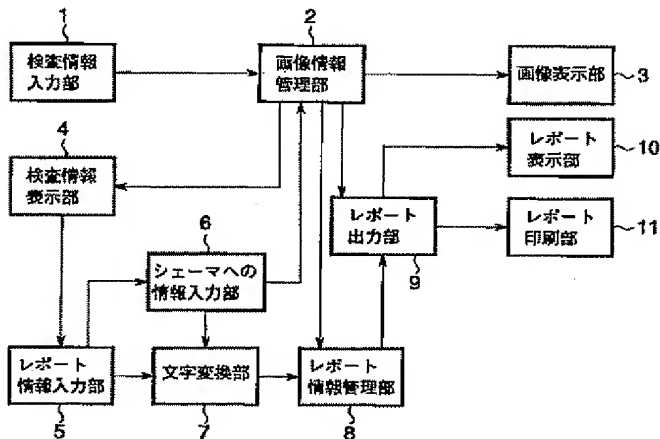 1
検査情報
入力部
2
画像情報
管理部
画像表示部
3
4
検査情報
表示部
レポート
表示部
10
6
シェーマへの
情報入力部
レポート
出力部
9
レポート
印刷部
11
レポート
情報入力部
5
文字変換部
7
レポート
情報管理部
8